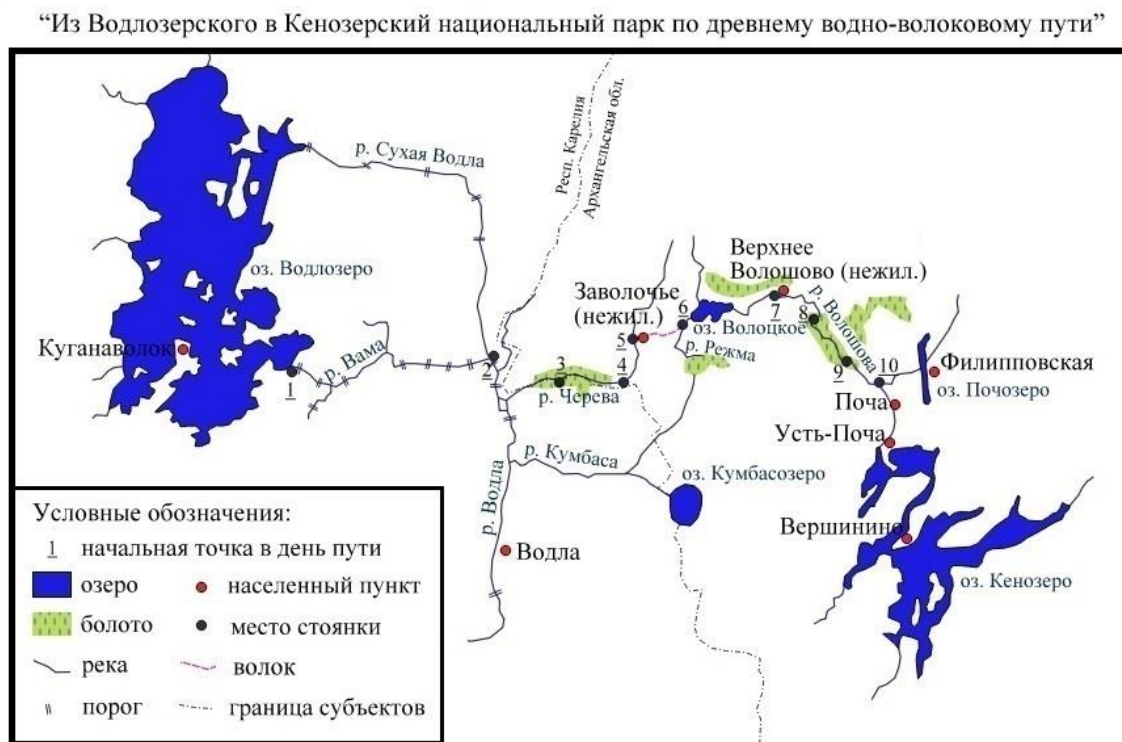 “Из Водлозерского в Кенозерский национальный парк по древнему водно-волоковому пути”
Респ. Карелия
Архангельская обл.
р. Сухая Водла
оз. Водлозеро
Куганаволок
1
р. Вама
2
Заволочье
(нежил.)
Верхнее
Волошово (нежил.)
6
7
8
р. Волошова
оз. Волоцкое
5
р. Режма
3
4
р. Черева
9
10
Филипповская
оз. Почозеро
Поча
Усть-Поча
р. Кумбаса
оз. Кумбасозеро
р. Водла
Водла
Вершинино
оз. Кенозеро
Условные обозначения:
1 начальная точка в день пути
озеро
населенный пункт
болото
место стоянки
река
волок
порог
граница субъектов